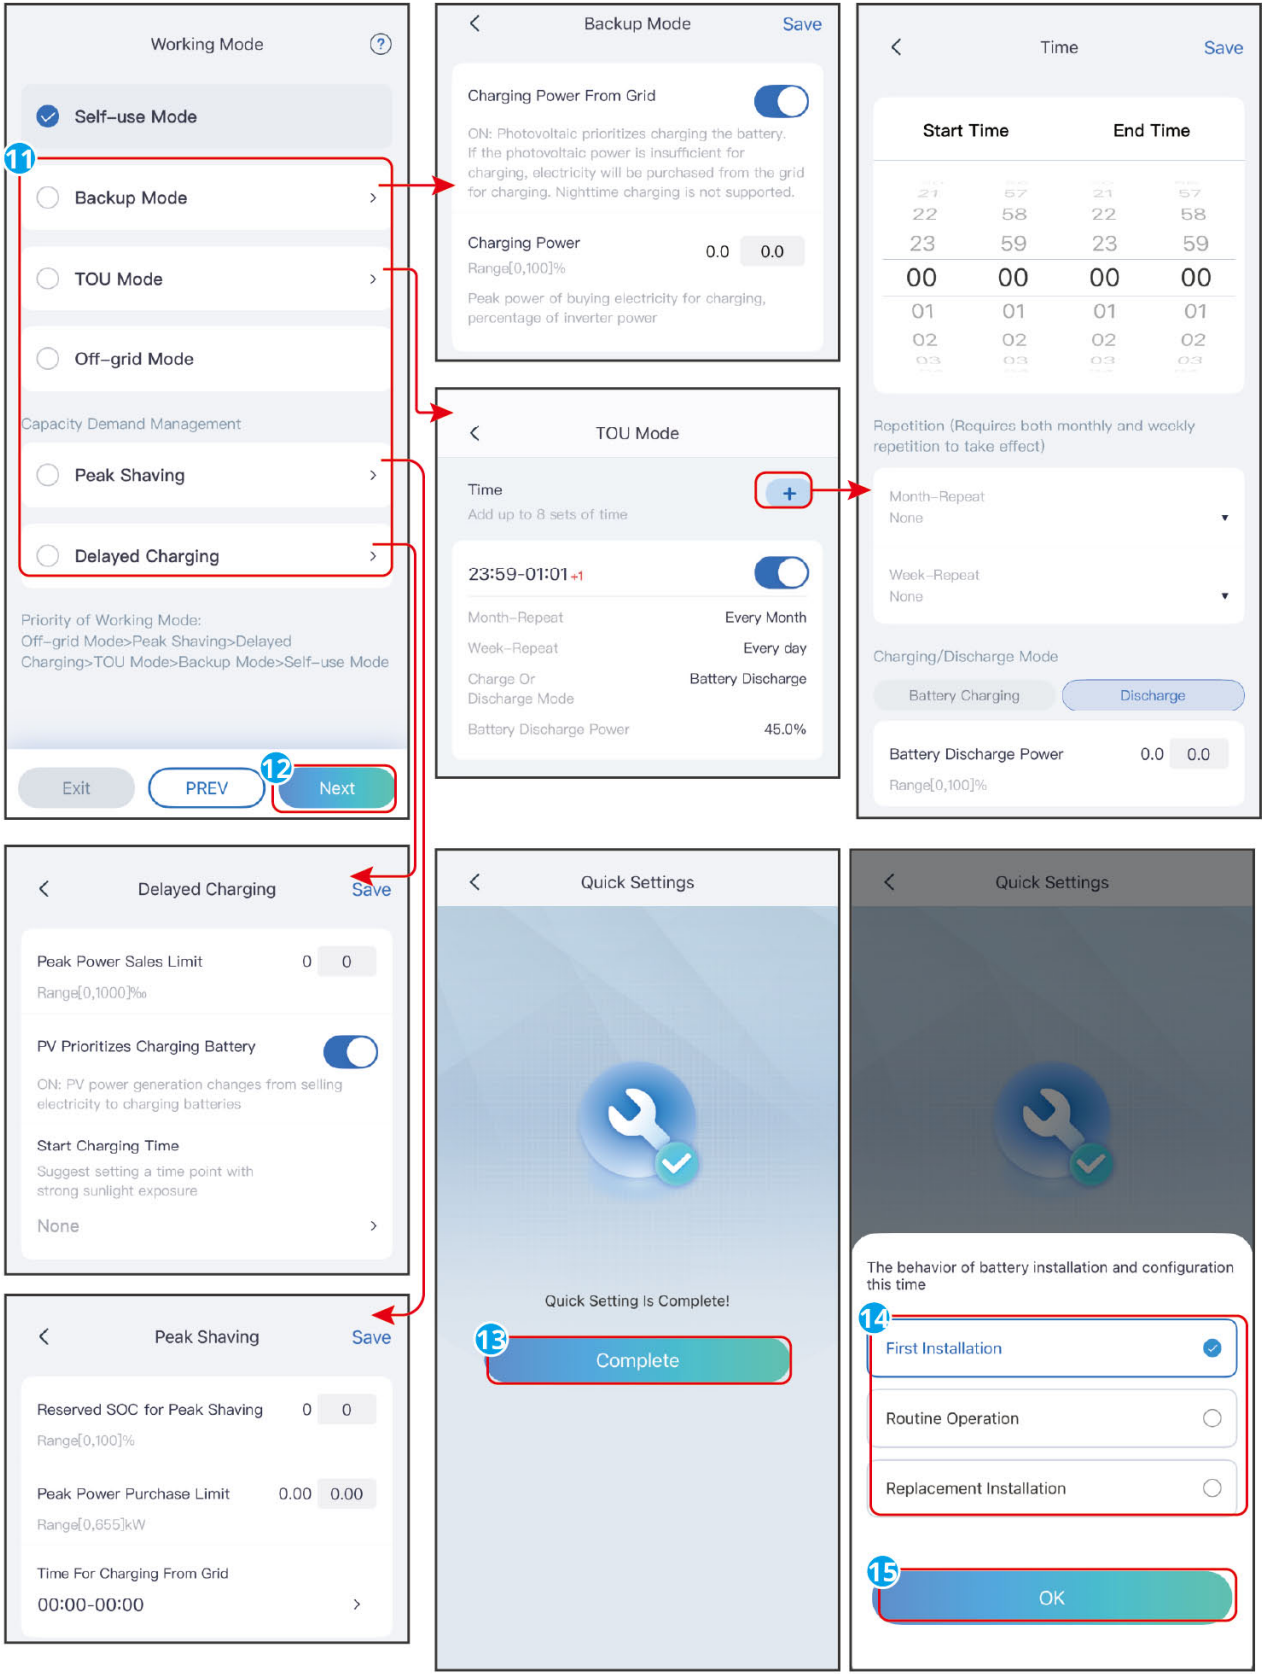 Working Mode
?
Self-use Mode
11
Backup Mode
TOU Mode
Off-grid Mode
Capacity Demand Management
Peak Shaving
Delayed Charging
Priority of Working Mode:
Off-grid Mode>Peak Shaving>Delayed
Charging>TOU Mode>Backup Mode>Self-use Mode
12
Exit
PREV
Next
Backup Mode
Save
Charging Power From Grid
ON: Photovoltaic prioritizes charging the battery.
If the photovoltaic power is insufficient for
charging, electricity will be purchased from the grid
for charging. Nighttime charging is not supported.
Charging Power
0.0 0.0
Range[0,100]%
Peak power of buying electricity for charging,
percentage of inverter power
TOU Mode
Time
+
Add up to 8 sets of time
23:59-01:01 +1
Month-Repeat Every Month
Week-Repeat Every day
Charge Or Battery Discharge
Discharge Mode
Battery Discharge Power 45.0%
Time
Save
Start Time End Time
21 57 21 57
22 58 22 58
23 59 23 59
00 00 00 00
01 01 01 01
02 02 02 02
03 03 03 03
Repetition (Requires both monthly and weekly
repetition to take effect)
Month-Repeat
None
Week-Repeat
None
Charging/Discharge Mode
Battery Charging Discharge
Battery Discharge Power 0.0 0.0
Range[0,100]%
Delayed Charging
Save
Peak Power Sales Limit 0 0
Range[0,1000]‰
PV Prioritizes Charging Battery
ON: PV power generation changes from selling
electricity to charging batteries
Start Charging Time
Suggest setting a time point with
strong sunlight exposure
None
Peak Shaving
Save
Reserved SOC for Peak Shaving 0 0
Range[0,100]%
Peak Power Purchase Limit 0.00 0.00
Range[0,655]kW
Time For Charging From Grid
00:00-00:00
Quick Settings
Quick Setting Is Complete!
13
Complete
Quick Settings
The behavior of battery installation and configuration
this time
14
First Installation
Routine Operation
Replacement Installation
15
OK